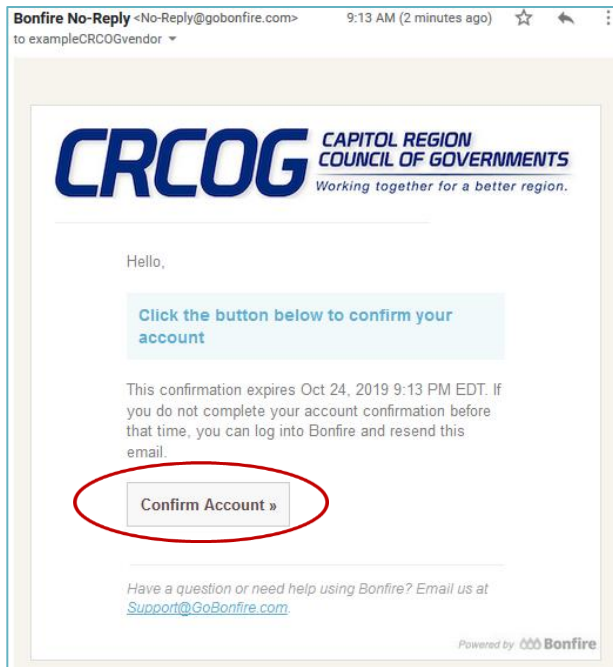 Bonfire No-Reply <No-Reply@gobonfire.com> 9:13 AM (2 minutes ago)
to exampleCRCOGvendor
CRCOG CAPITOL REGION
COUNCIL OF GOVERNMENTS
Working together for a better region.
Hello,
Click the button below to confirm your
account
This confirmation expires Oct 24, 2019 9:13 PM EDT. If
you do not complete your account confirmation before
that time, you can log into Bonfire and resend this
email.
Confirm Account »
Have a question or need help using Bonfire? Email us at
Support@GoBonfire.com.
Powered by Bonfire